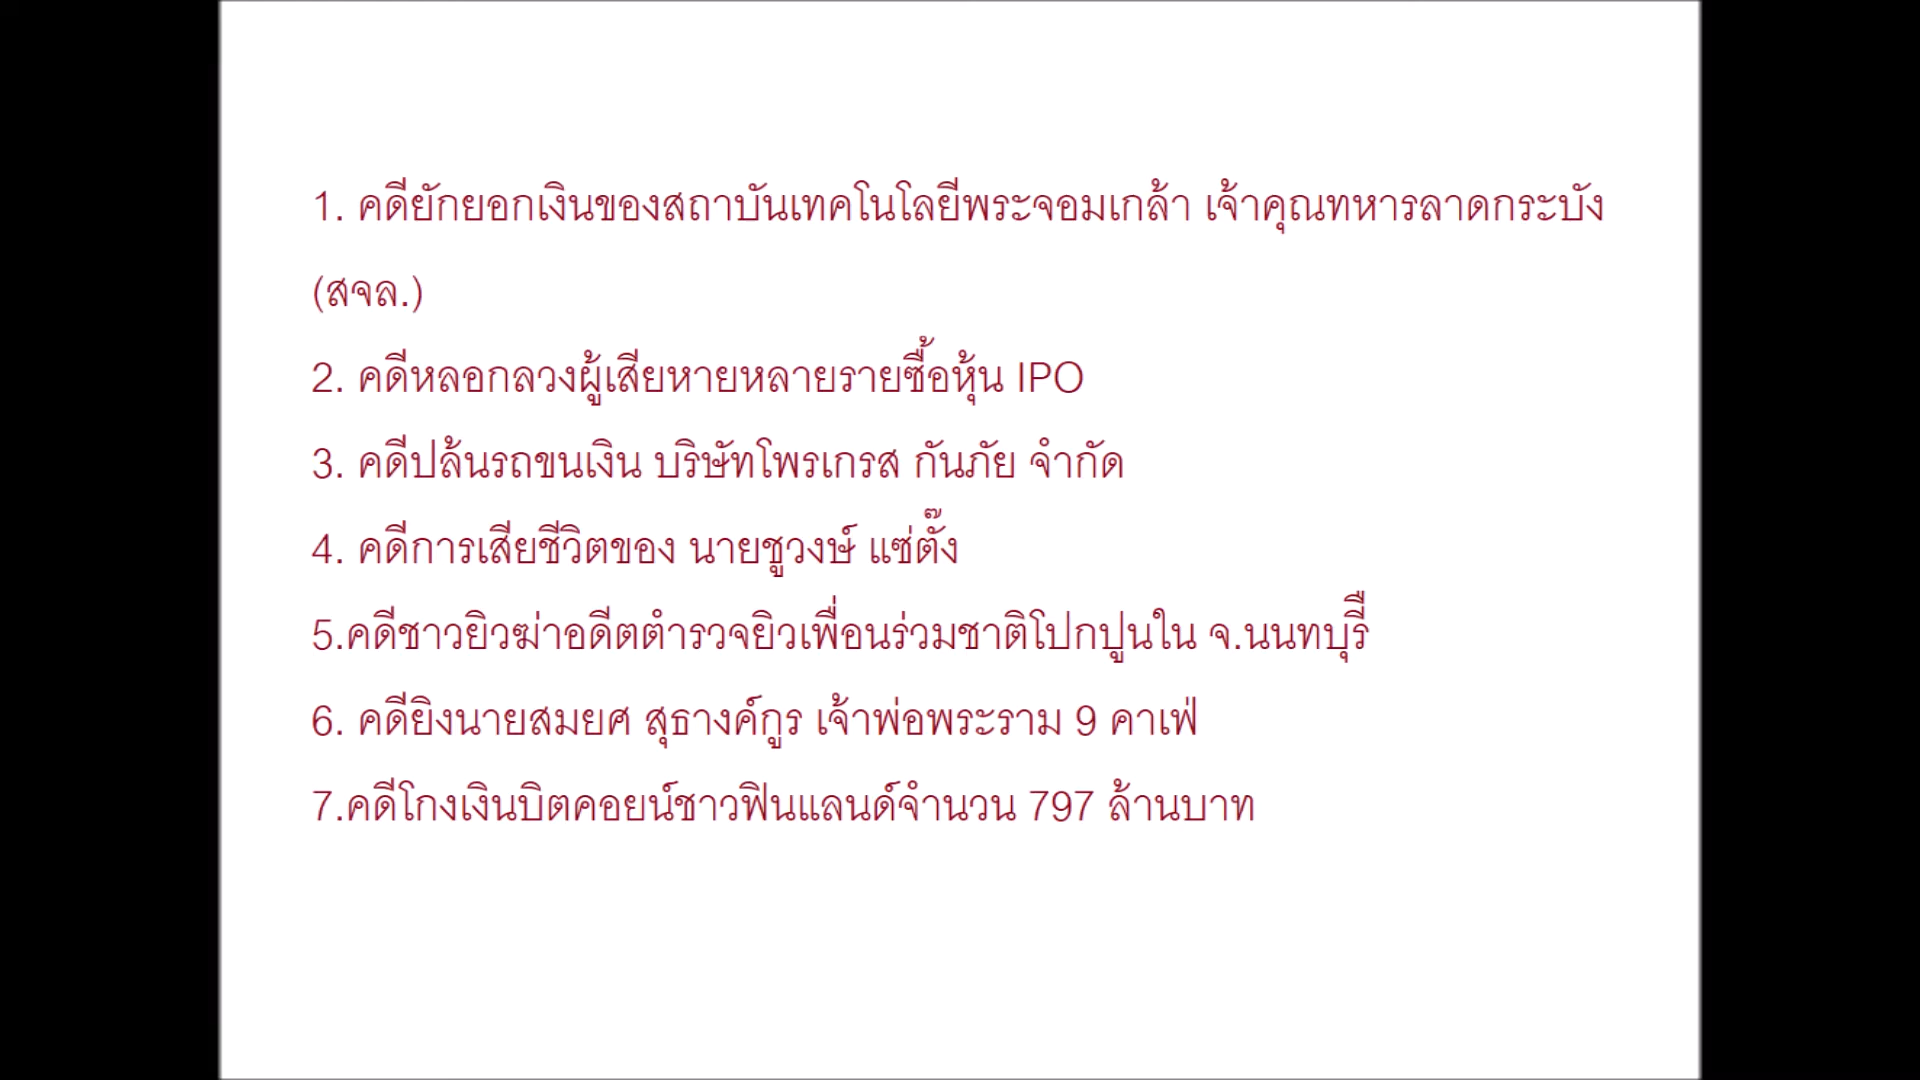 1. คดียักยอกเงินของสถาบันเทคโนโลยีพระจอมเกล้า เจ้าคุณทหารลาดกระบัง
(สจล.)
2. คดีหลอกลวงผู้เสียหายหลายรายซื้อหุ้น IPO
3. คดีปล้นรถขนเงิน บริษัทโพรเกรส กันภัย จำกัด
4. คดีการเสียชีวิตของ นายชูวงษ์ แซ่ตั๊ง
5.คดีชาวยิวฆ่าอดีตตำรวจยิวเพื่อนร่วมชาติโปกปูนใน จ.นนทบุรีื
6. คดียิงนายสมยศ สุธางค์กูร เจ้าพ่อพระราม 9 คาเฟ่
7.คดีโกงเงินบิตคอยน์ชาวฟินแลนด์จำนวน 797 ล้านบาท